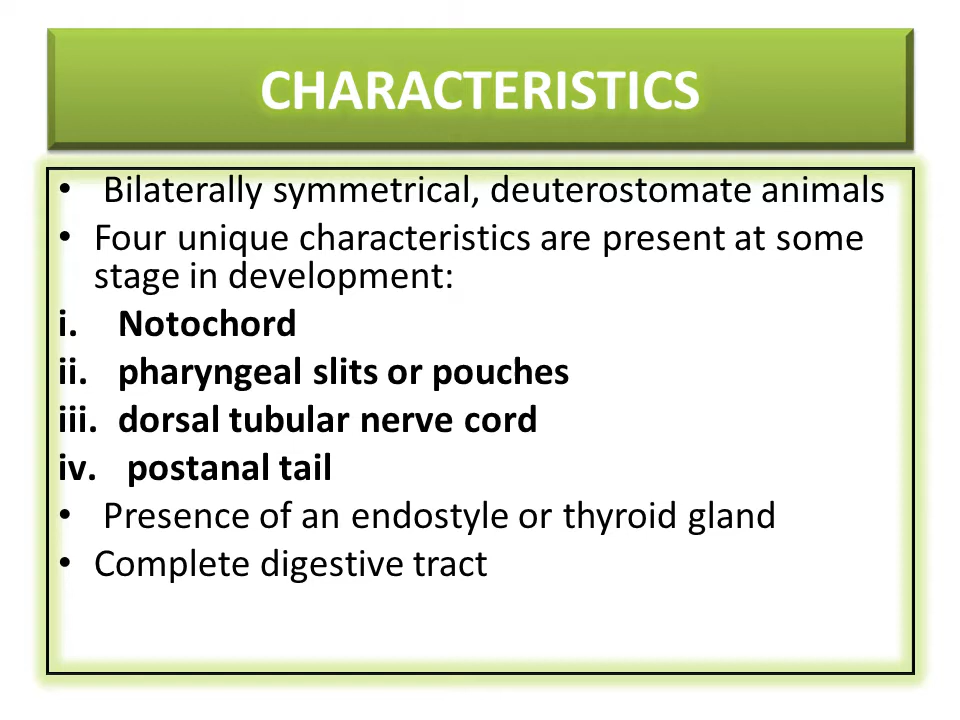 CHARACTERISTICS
• Bilaterally symmetrical, deuterostomate animals
• Four unique characteristics are present at some
stage in development:
i. Notochord
ii. pharyngeal slits or pouches
iii. dorsal tubular nerve cord
iv. postanal tail
• Presence of an endostyle or thyroid gland
• Complete digestive tract